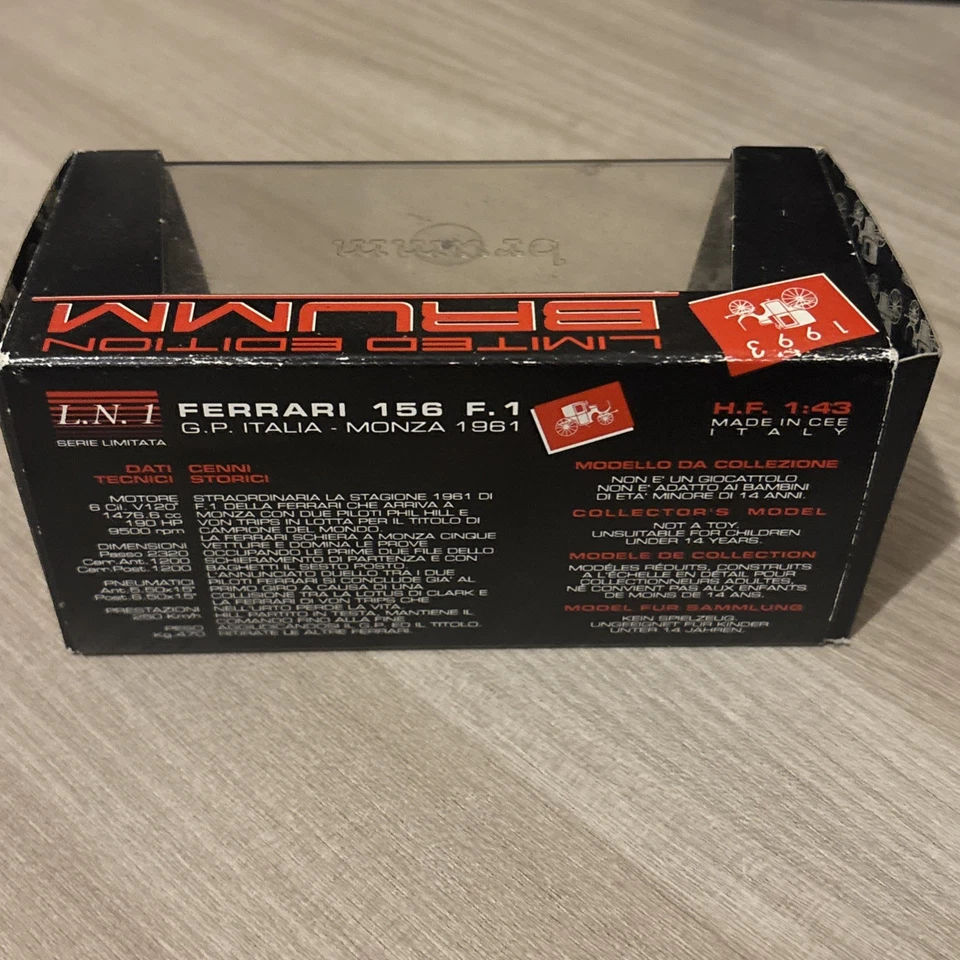 brumm
BRUMM
LIMITED EDITION
1993
L.N. 1
SERIE LIMITATA
FERRARI 156 F.1
G.P. ITALIA - MONZA 1961
H.F. 1:43
MADE IN CEE
ITALY
DATI
TECNICI
MOTORE
6 Cil. V120°
1476.6 cc
190 HP
9500 rpm
DIMENSIONI
Passo 2320
Carr. Ant. 1200
Carr. Post. 1200
PNEUMATICI
Ant. 5.50x15"
PRESTAZIONI
260 Km/h
PESO
Kg 470
CENNI
STORICI
STRAORDINARIA LA STAGIONE 1961 DI
F.1 DELLA FERRARI CHE ARRIVA A
MONZA CON DUE PILOTI PHIL HILL E
VON TRIPS IN LOTTA PER IL TITOLO DI
CAMPIONE DEL MONDO.
LA FERRARI SCHIERA A MONZA CINQUE
VETTURE E DOMINA LE PROVE
OCCUPANDO LE PRIME DUE FILE DELLO
SCHIERAMENTO DI PARTENZA E CON
BAGHETTI IL SESTO POSTO.
L'ANNUNCIATO DUELLO TRA I DUE
PILOTI FERRARI SI CONCLUDE GIA' AL
PRIMO GIRO A CAUSA DI UNA
COLLISIONE TRA LA LOTUS DI CLARK E
LA FERRARI DI VON TRIPS CHE
NELL'URTO PERDE LA VITA.
HILL PASSA IN TESTA, MANTIENE IL
COMANDO FINO ALLA FINE
AGGIUDICANDOSI IL G.P. ED IL TITOLO.
RITIRATE LE ALTRE FERRARI.
MODELLO DA COLLEZIONE
NON E' UN GIOCATTOLO
NON E' ADATTO AI BAMBINI
DI ETA' MINORE DI 14 ANNI.
COLLECTOR'S MODEL
NOT A TOY.
UNSUITABLE FOR CHILDREN
UNDER 14 YEARS.
MODELE DE COLLECTION
MODÈLES RÉDUITS, CONSTRUITS
A L'ÉCHELLE EN DÉTAIL POUR
COLLECTIONNEURS ADULTES,
NE CONVIENT PAS AUX ENFANTS
DE MOINS DE 14 ANS.
MODEL FUR SAMMLUNG
KEIN SPIELZEUG.
UNGEEIGNET FUR KINDER
UNTER 14 JAHREN.